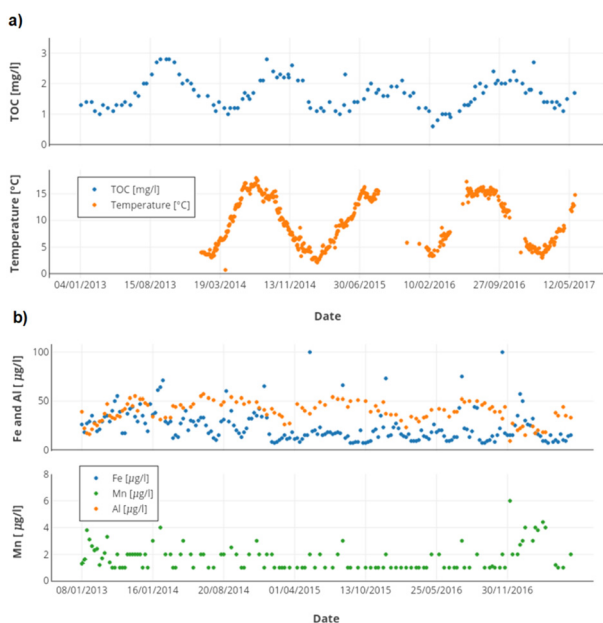 a)
3
2
1
0
TOC [mg/l]
TOC [mg/l]
Temperature [°C]
15
10
5
0
Temperature [°C]
04/01/2013 15/08/2013 19/03/2014 13/11/2014 30/06/2015 10/02/2016 27/09/2016 12/05/2017
Date
b)
100
50
0
Fe and Al [ µg/l]
Fe [µg/l]
Mn [µg/l]
Al [µg/l]
8
6
4
2
0
Mn [ µg/l]
08/01/2013 16/01/2014 20/08/2014 01/04/2015 13/10/2015 25/05/2016 30/11/2016
Date